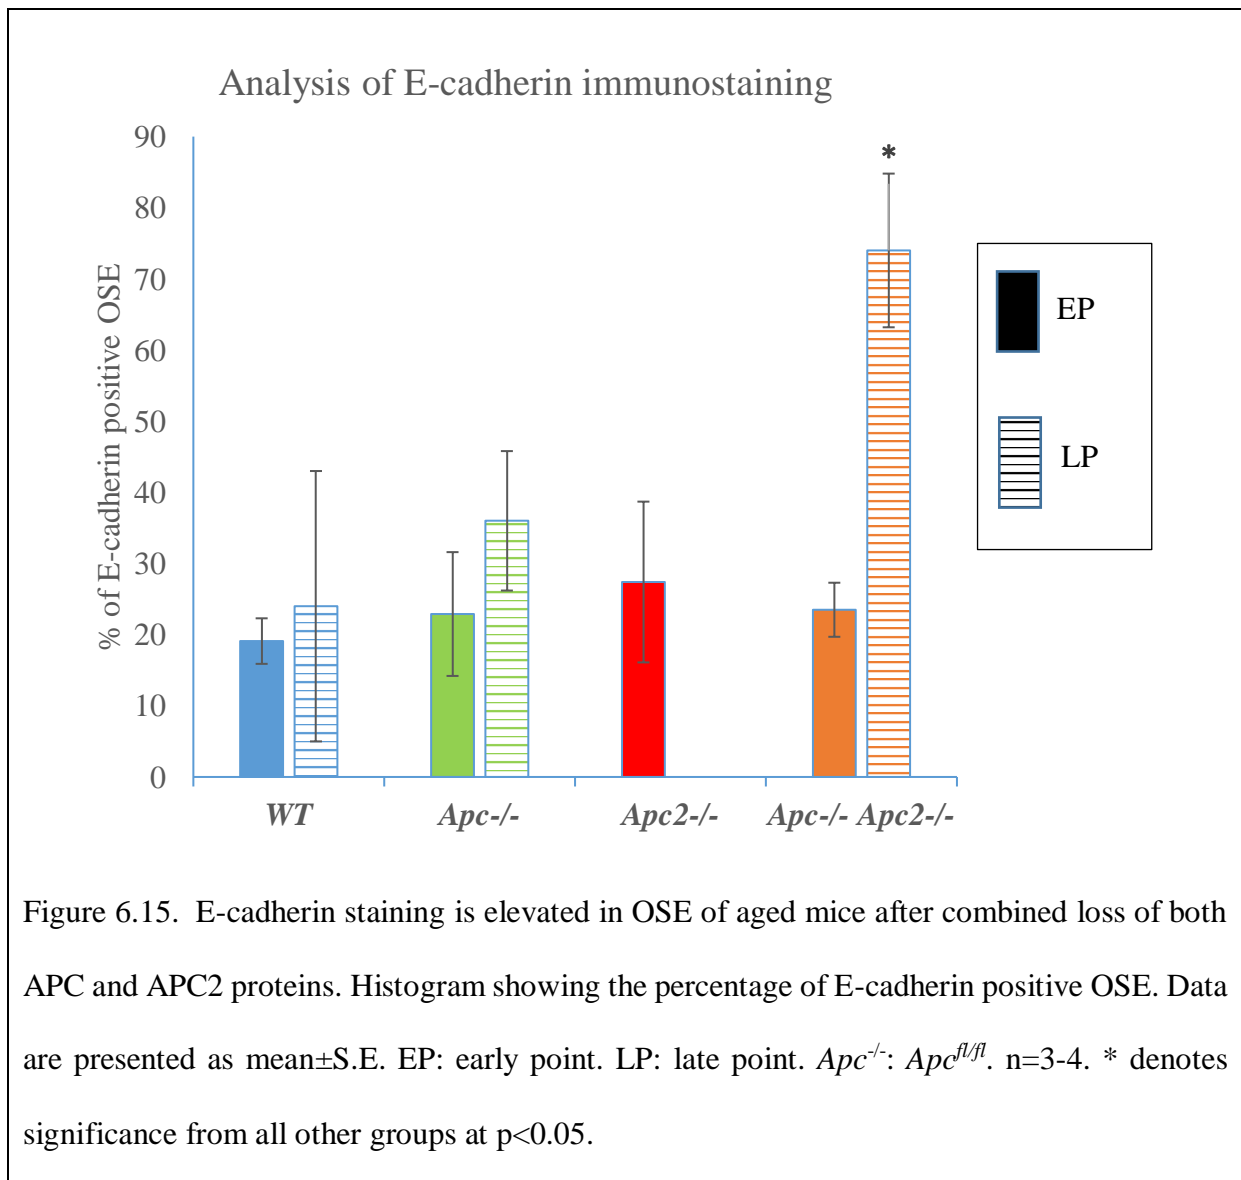 Analysis of E-cadherin immunostaining
% of E-cadherin positive OSE
90
80
70
60
50
40
30
20
10
0
*
WT
Apc-/-
Apc2-/-
Apc-/- Apc2-/-
EP
LP
Figure 6.15. E-cadherin staining is elevated in OSE of aged mice after combined loss of both
APC and APC2 proteins. Histogram showing the percentage of E-cadherin positive OSE. Data
are presented as mean±S.E. EP: early point. LP: late point. Apc-/-: Apcfl/fl. n=3-4. * denotes
significance from all other groups at p<0.05.